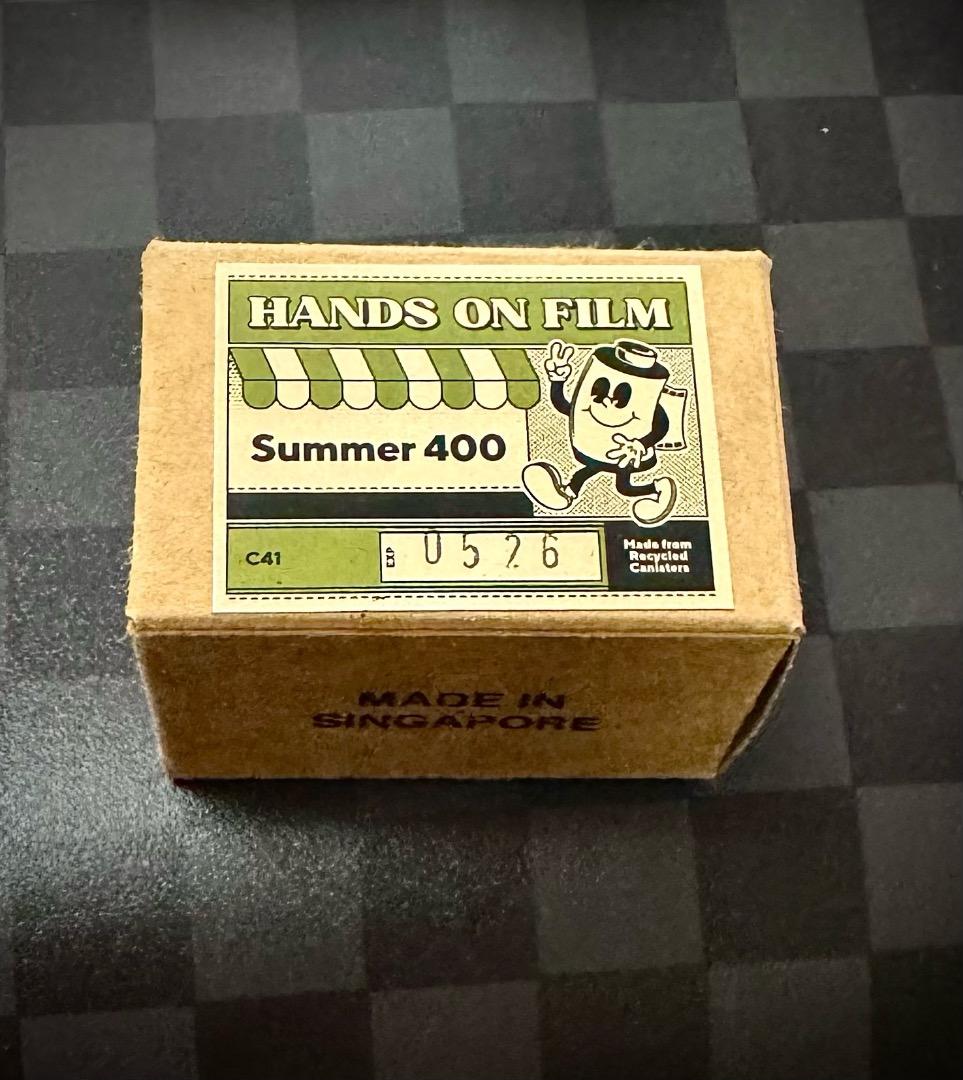 HANDS ON FILM
Summer 400
C41
EXP
0526
Made from
Recycled
Canisters
MADE IN
SINGAPORE